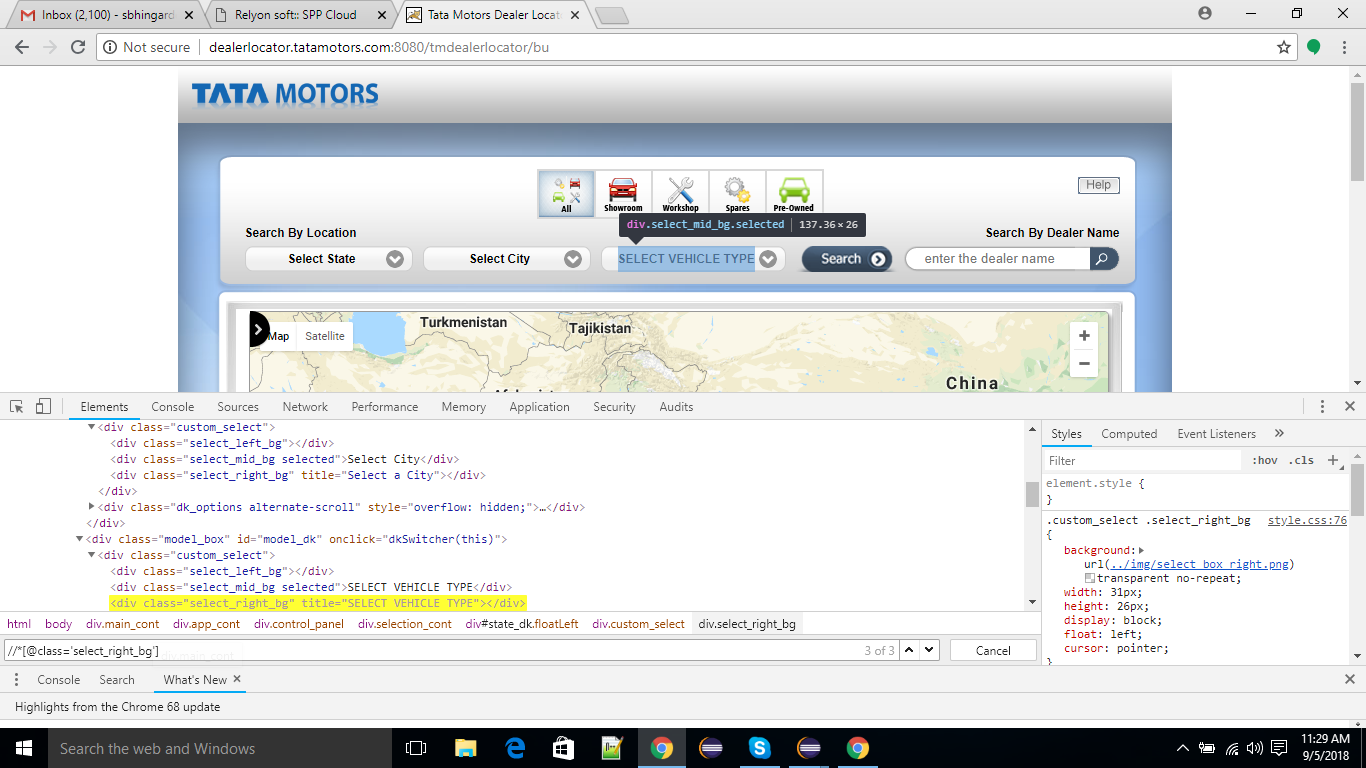 Inbox (2,100) - sbhingard
Relyon soft:: SPP Cloud
Tata Motors Dealer Locat
Not secure
dealerlocator.tatamotors.com:8080/tmdealerlocator/bu
TATA MOTORS
All
Showroom
Workshop
Spares
Pre-Owned
Help
div.select_mid_bg.selected | 137.36 × 26
Search By Location
Search By Dealer Name
Select State
Select City
SELECT VEHICLE TYPE
Search
enter the dealer name
Map
Satellite
Turkmenistan
Tajikistan
China
+
−
Elements Console Sources Network Performance Memory Application Security Audits
▼<div class="custom_select">
<div class="select_left_bg"></div>
<div class="select_mid_bg selected">Select City</div>
<div class="select_right_bg" title="Select a City"></div>
</div>
▶<div class="dk_options alternate-scroll" style="overflow: hidden;">…</div>
</div>
▼<div class="model_box" id="model_dk" onclick="dkSwitcher(this)">
▼<div class="custom_select">
<div class="select_left_bg"></div>
<div class="select_mid_bg selected">SELECT VEHICLE TYPE</div>
<div class="select_right_bg" title="SELECT VEHICLE TYPE"></div>
html body div.main_cont div.app_cont div.control_panel div.selection_cont div#state_dk.floatLeft div.custom_select div.select_right_bg
//*[@class='select_right_bg']
div.main_cont
3 of 3
Cancel
Styles Computed Event Listeners »
Filter
:hov .cls +
element.style {
}
.custom_select .select_right_bg style.css:76
{
background:▶
url(../img/select_box_right.png)
transparent no-repeat;
width: 31px;
height: 26px;
display: block;
float: left;
cursor: pointer;
}
Console Search What's New ×
Highlights from the Chrome 68 update
Search the web and Windows
11:29 AM
9/5/2018